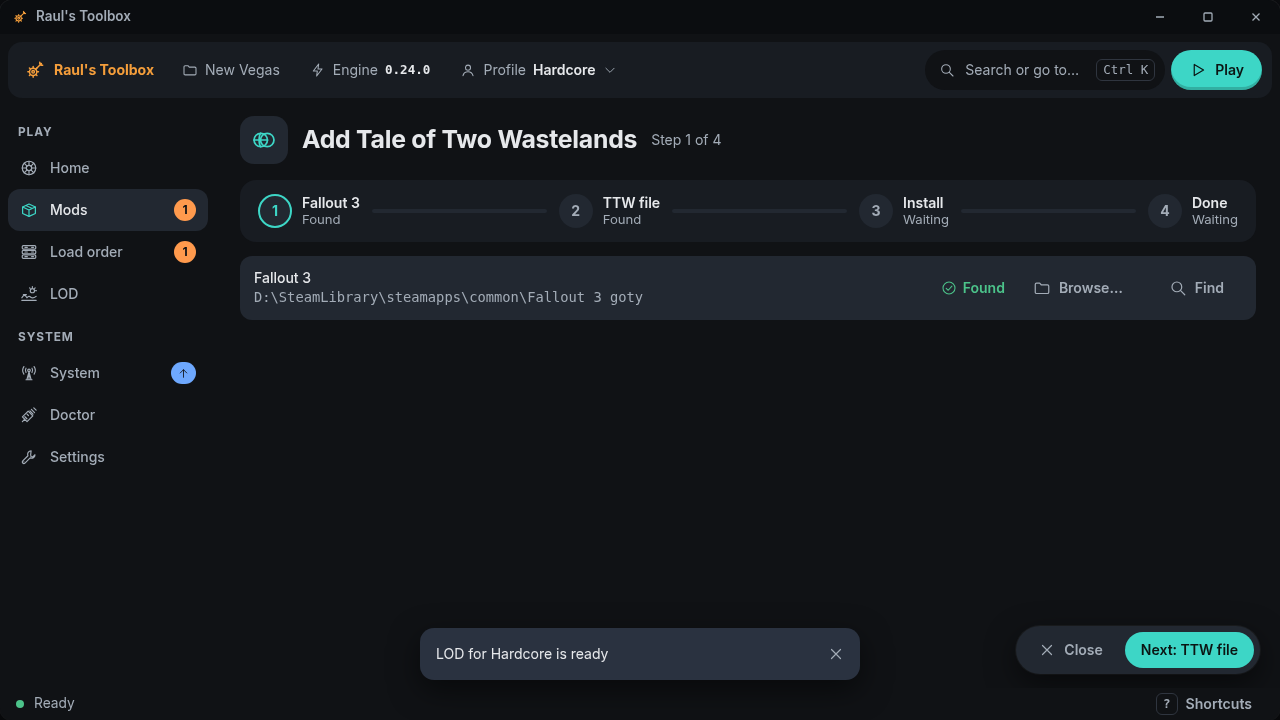 Raul's Toolbox
Raul's Toolbox
New Vegas
Engine 0.24.0
Profile Hardcore
Search or go to...
Ctrl K
Play
PLAY
Home
Mods
1
Load order
1
LOD
SYSTEM
System
Doctor
Settings
Add Tale of Two Wastelands
Step 1 of 4
1
Fallout 3
Found
2
TTW file
Found
3
Install
Waiting
4
Done
Waiting
Fallout 3
D:\SteamLibrary\steamapps\common\Fallout 3 goty
Found
Browse...
Find
LOD for Hardcore is ready
Close
Next: TTW file
Ready
? Shortcuts